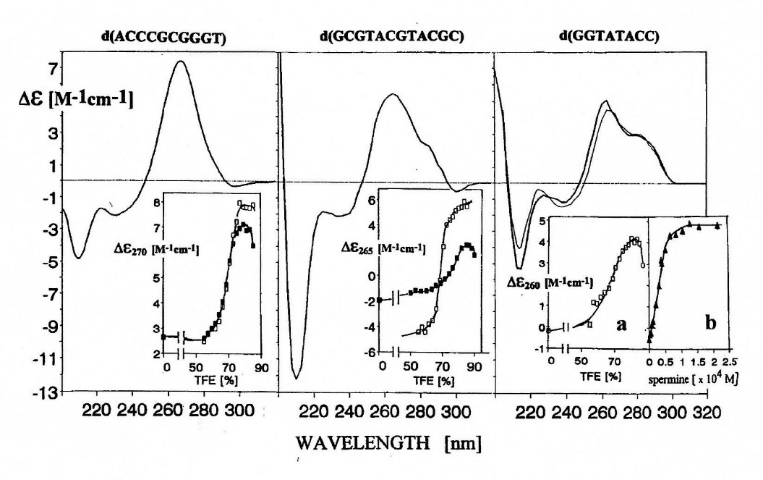 d(ACCCGCGGGT) d(GCGTACGTACGC) d(GGTATACC)
7
Δε [M-1cm-1]
3
1
-1
-3
-5
-7
-9
-11
-13
8
7
6
5
4
3
2
Δε270 [M-1cm-1]
0 50 70 90
TFE [%]
6
4
2
0
-2
-4
-6
Δε265 [M-1cm-1]
0 50 70 90
TFE [%]
5
4
3
2
1
0
-1
Δε260 [M-1cm-1]
a b
0 50 70 0 0.5 1 1.5 2 2.5
TFE [%] spermine [ x 10⁴ M]
220 240 260 280 300 220 240 260 280 300 220 240 260 280 300 320
WAVELENGTH [nm]